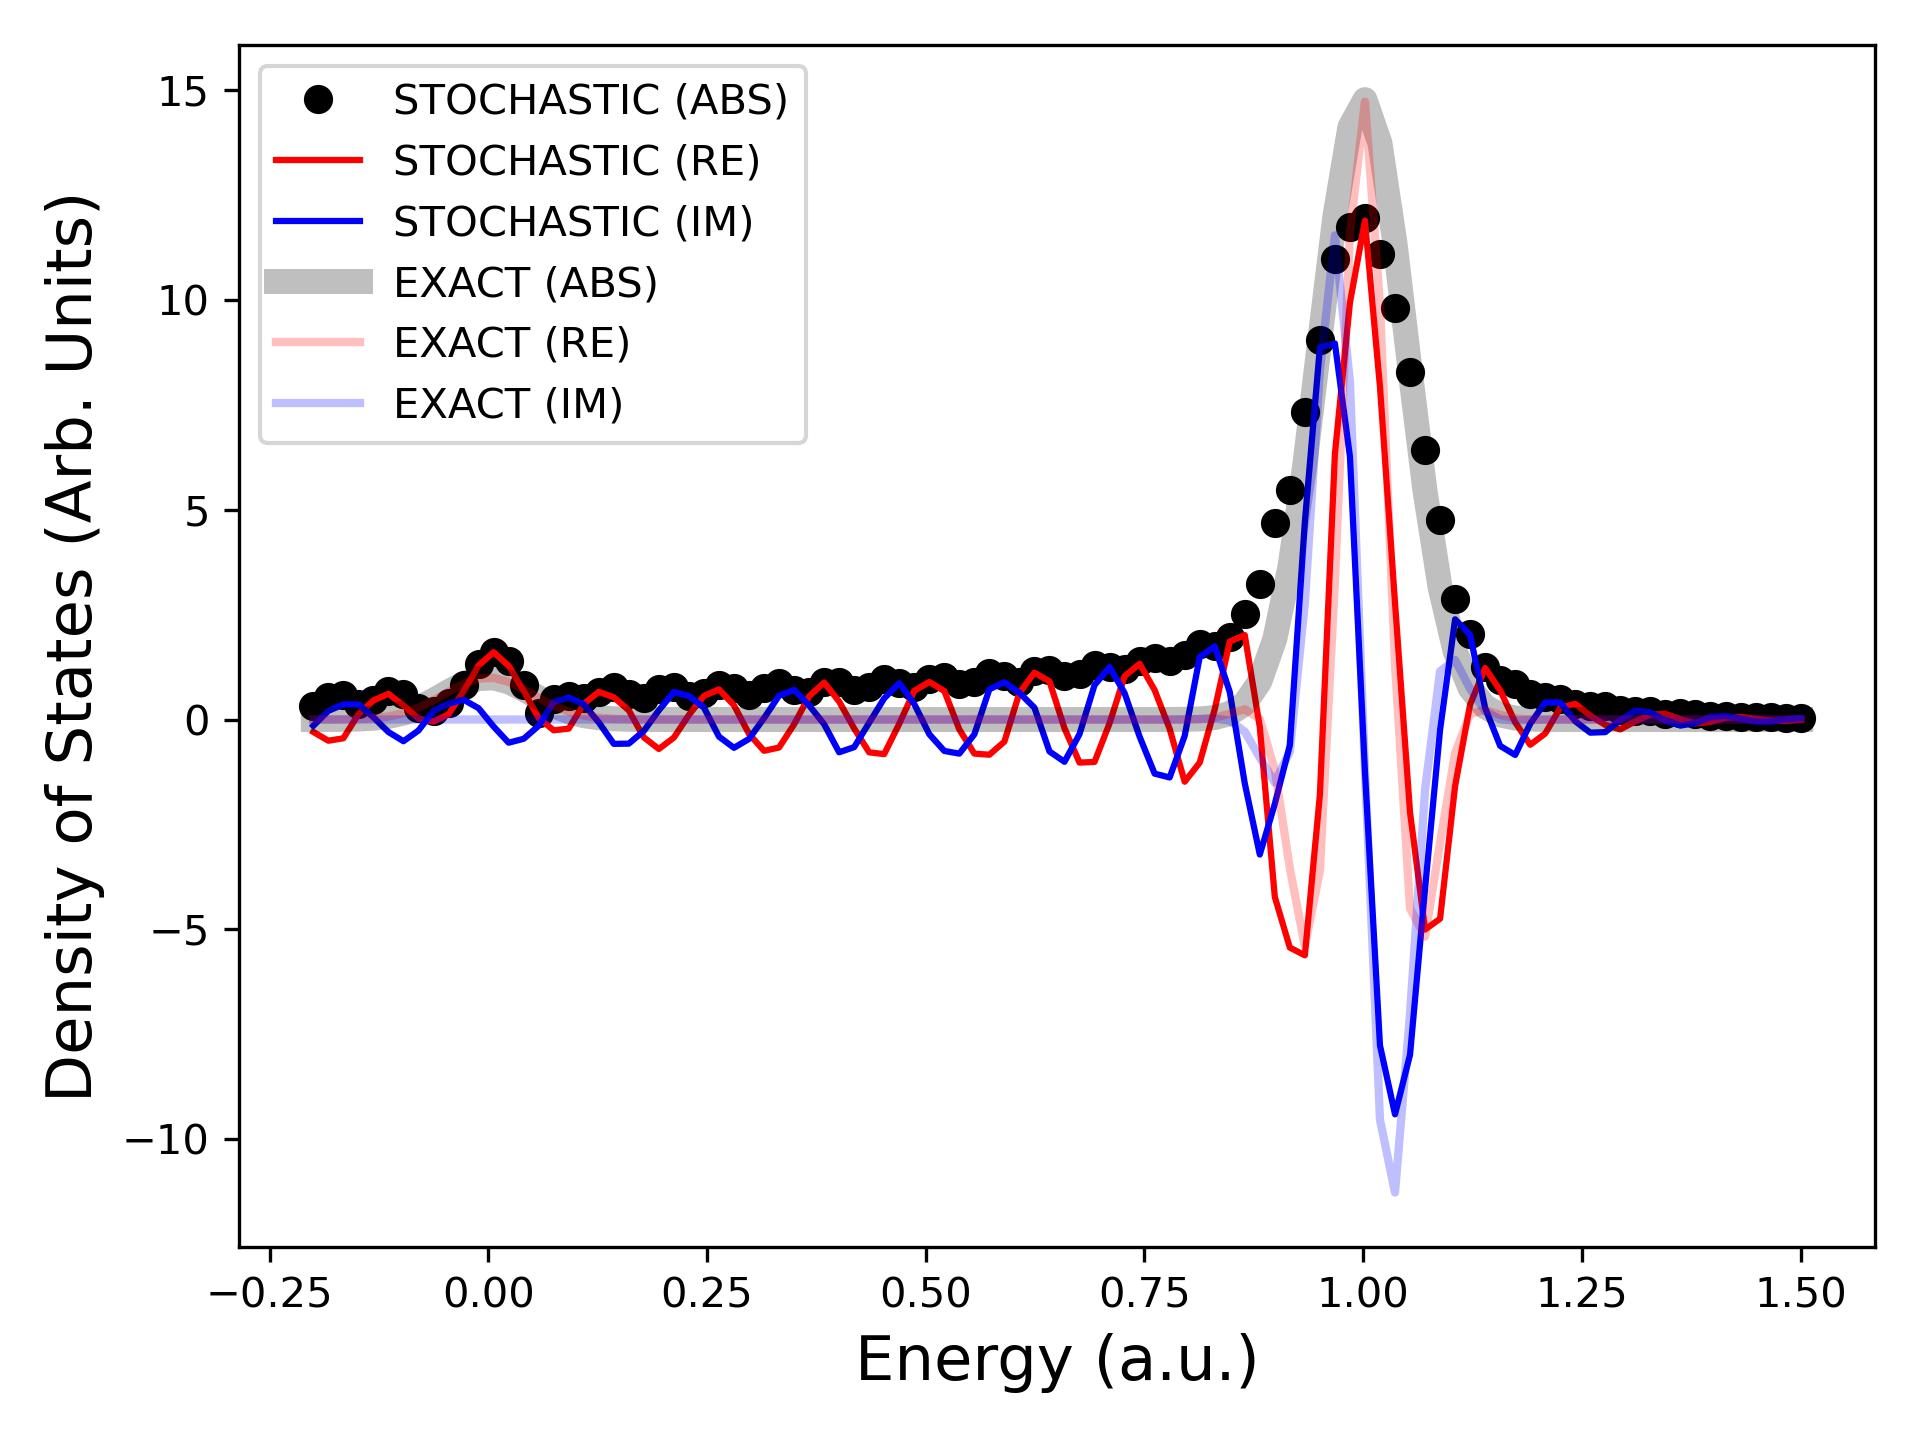 15
10
5
0
−5
−10
Density of States (Arb. Units)
STOCHASTIC (ABS)
STOCHASTIC (RE)
STOCHASTIC (IM)
EXACT (ABS)
EXACT (RE)
EXACT (IM)
−0.25 0.00 0.25 0.50 0.75 1.00 1.25 1.50
Energy (a.u.)